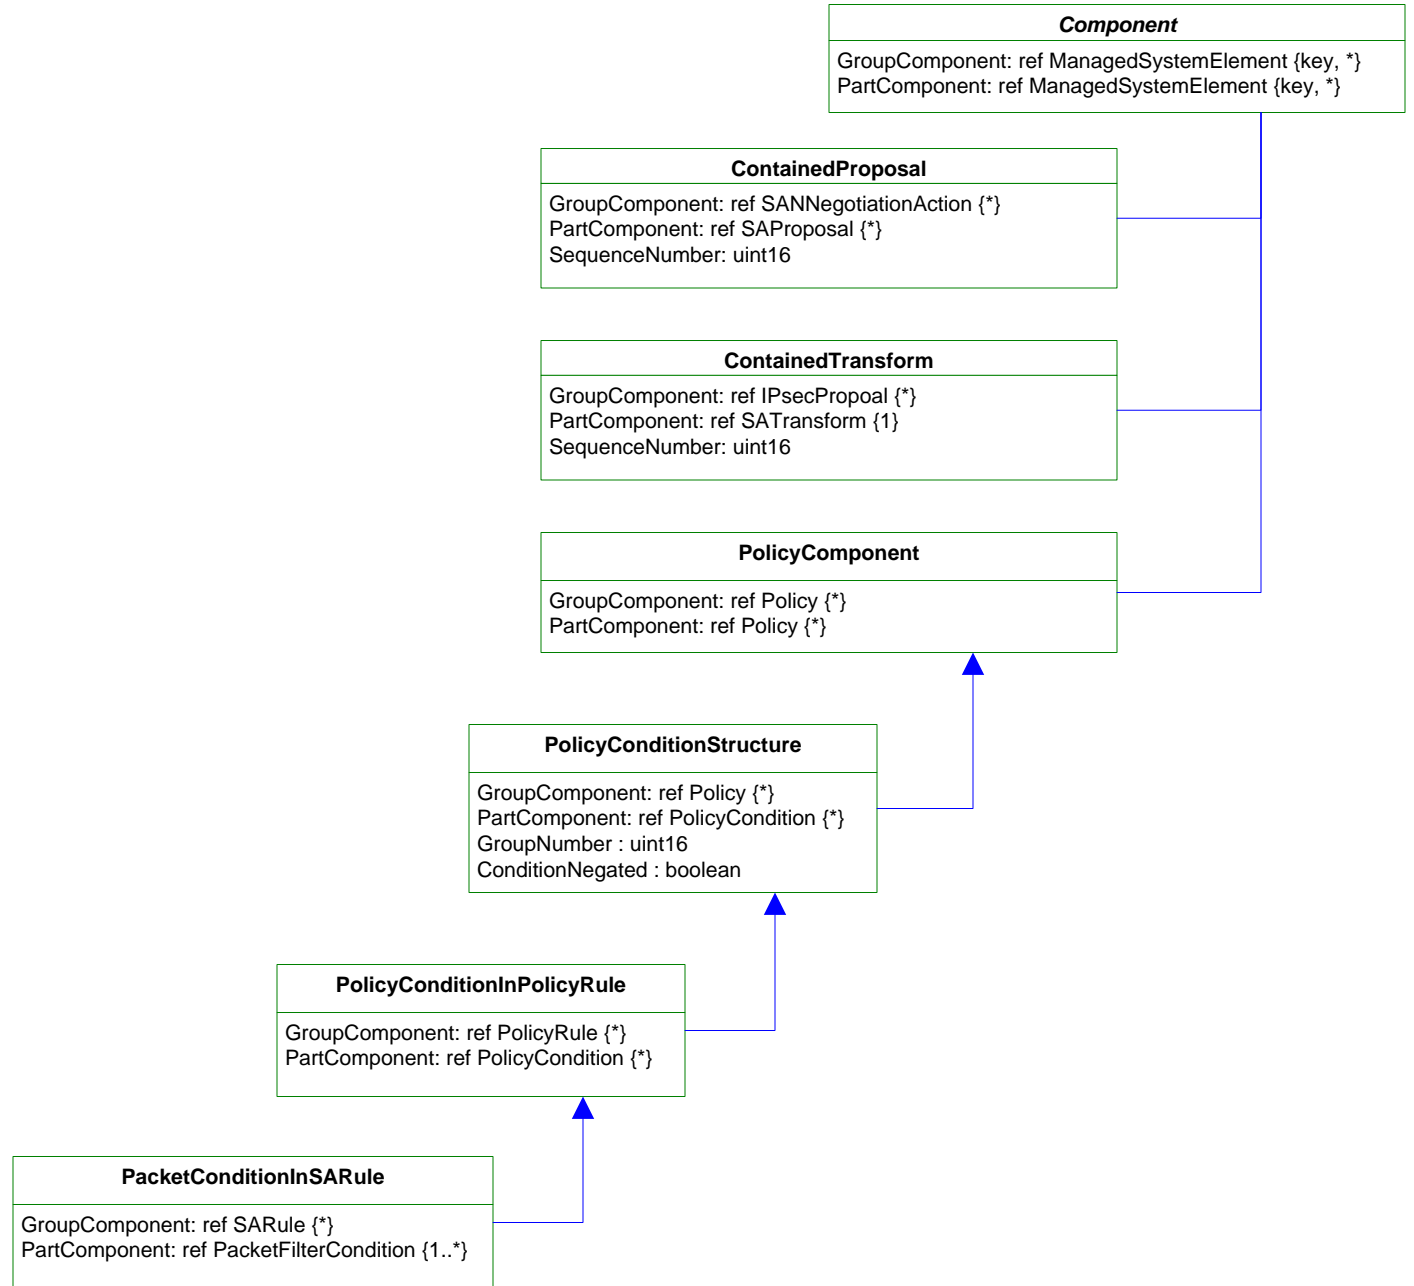 Component
GroupComponent: ref ManagedSystemElement {key, *}
PartComponent: ref ManagedSystemElement {key, *}
ContainedProposal
GroupComponent: ref SANNegotiationAction {*}
PartComponent: ref SAProposal {*}
SequenceNumber: uint16
ContainedTransform
GroupComponent: ref IPsecPropoal {*}
PartComponent: ref SATransform {1}
SequenceNumber: uint16
PolicyComponent
GroupComponent: ref Policy {*}
PartComponent: ref Policy {*}
PolicyConditionStructure
GroupComponent: ref Policy {*}
PartComponent: ref PolicyCondition {*}
GroupNumber : uint16
ConditionNegated : boolean
PolicyConditionInPolicyRule
GroupComponent: ref PolicyRule {*}
PartComponent: ref PolicyCondition {*}
PacketConditionInSARule
GroupComponent: ref SARule {*}
PartComponent: ref PacketFilterCondition {1..*}